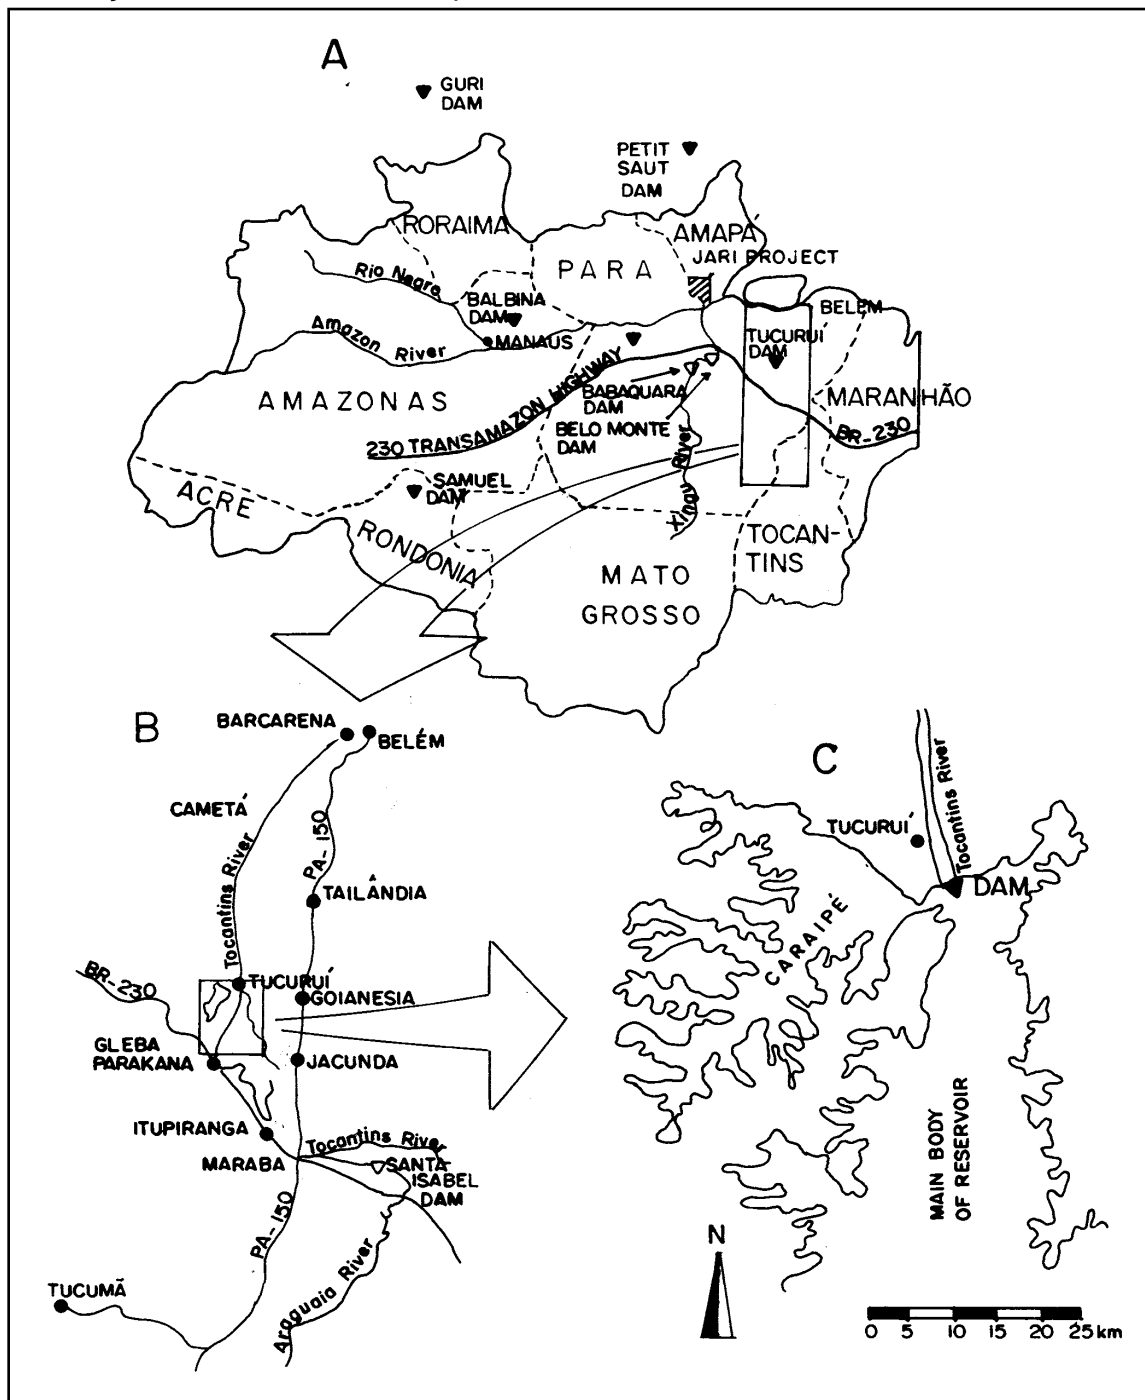 A
GURI
DAM
PETIT
SAUT
DAM
RORAIMA
AMAPÁ
JARI PROJECT
PARA
Rio Negro
BALBINA
DAM
BELÉM
Amazon River
MANAUS
TUCURUI
DAM
AMAZONAS
BABAQUARA
DAM
MARANHÃO
230 TRANSAMAZON HIGHWAY
BELO MONTE
DAM
BR-230
Xingu River
SAMUEL
DAM
ACRE
RONDONIA
TOCAN-
TINS
MATO
GROSSO
B
BARCARENA
BELÉM
CAMETÁ
Tocantins River
PA-150
TAILÂNDIA
BR-230
TUCURUÍ
GOIANESIA
GLEBA
PARAKANA
JACUNDA
ITUPIRANGA
Tocantins River
MARABA
SANTA
ISABEL
DAM
PA-150
Araguaia River
TUCUMÃ
C
Tocantins River
TUCURUÍ
DAM
CARAIPÉ
MAIN BODY
OF RESERVOIR
N
0 5 10 15 20 25 km